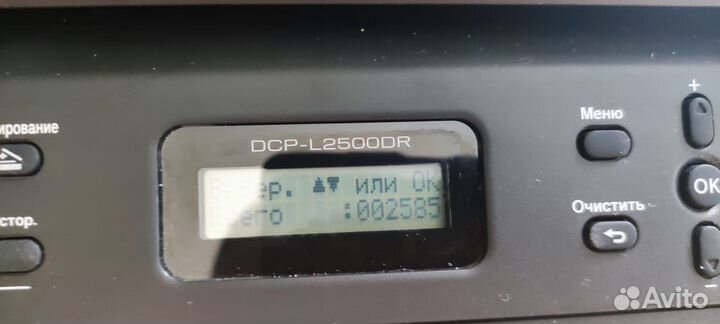 DCP-L2500DR
Выбер. ▲▼ или OK
Всего :002585
ирование
стор.
Меню
Очистить
+
OK
−
Avito